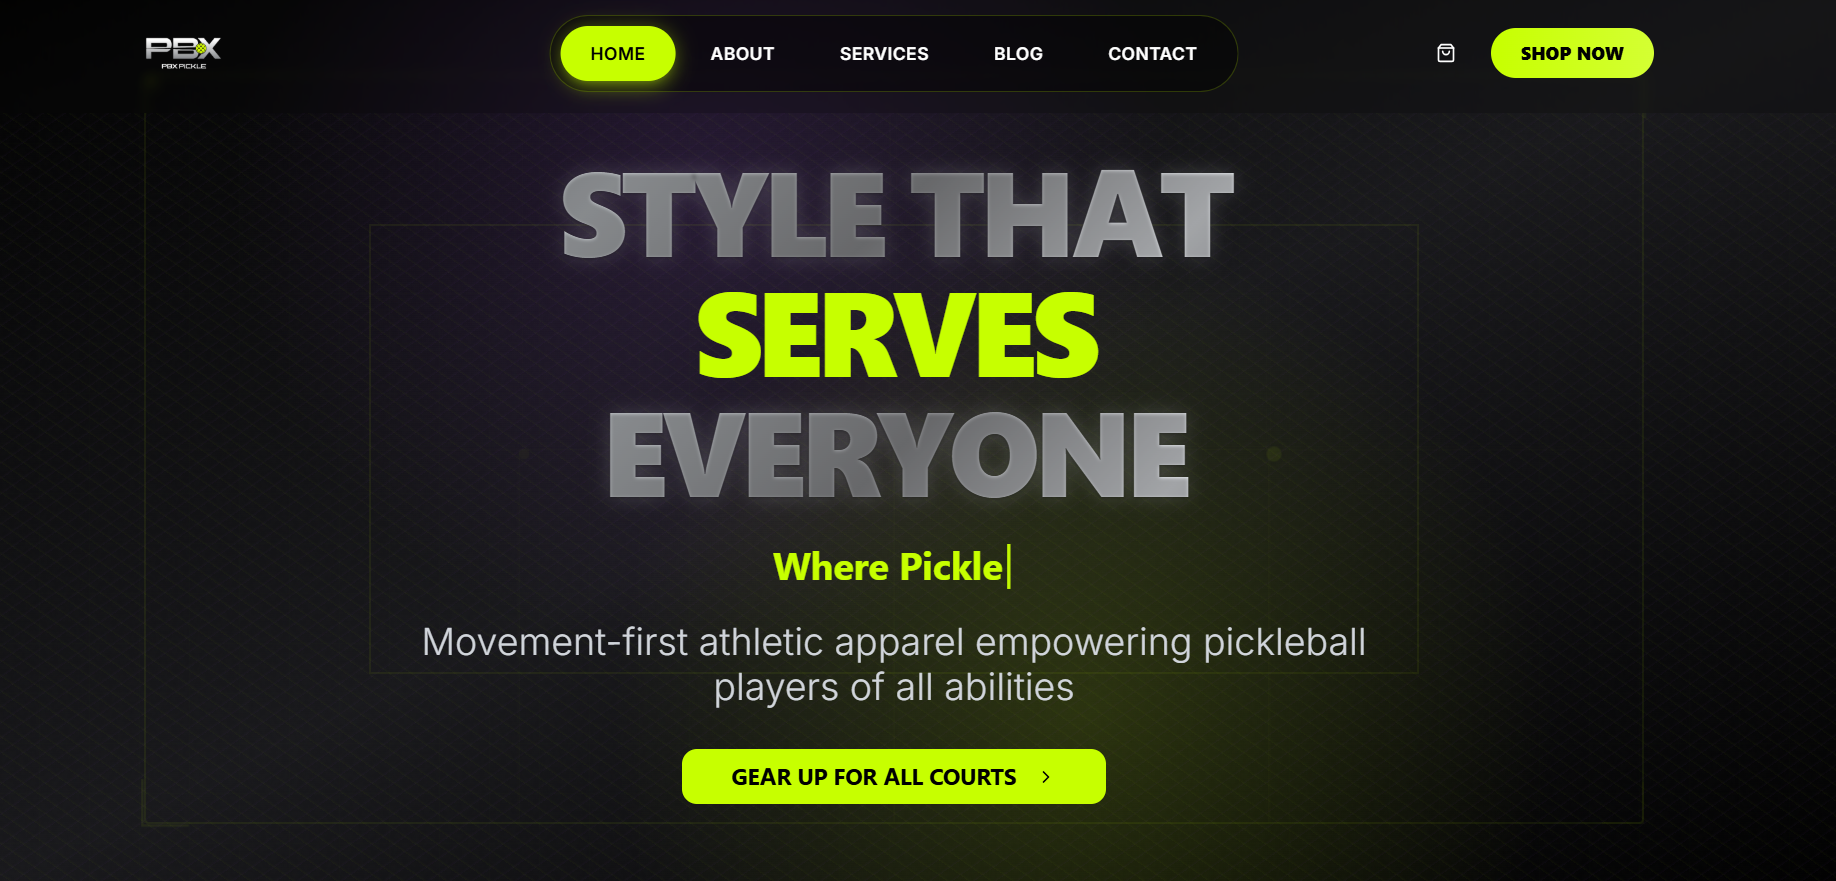 PBX
PBX PICKLE
HOME
ABOUT
SERVICES
BLOG
CONTACT
SHOP NOW
STYLE THAT
SERVES
EVERYONE
Where Pickle
Movement-first athletic apparel empowering pickleball
players of all abilities
GEAR UP FOR ALL COURTS